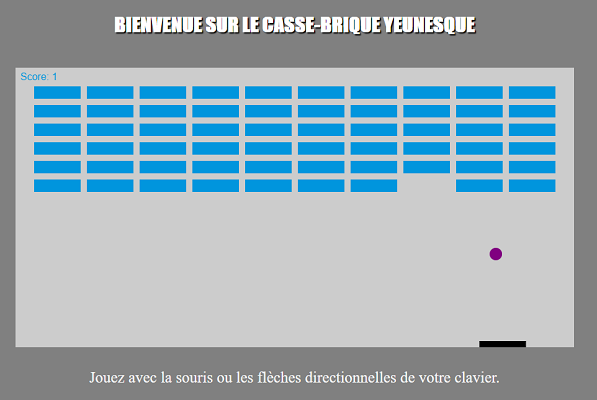 BIENVENUE SUR LE CASSE-BRIQUE YEUNESQUE
Score: 1
Jouez avec la souris ou les flèches directionnelles de votre clavier.